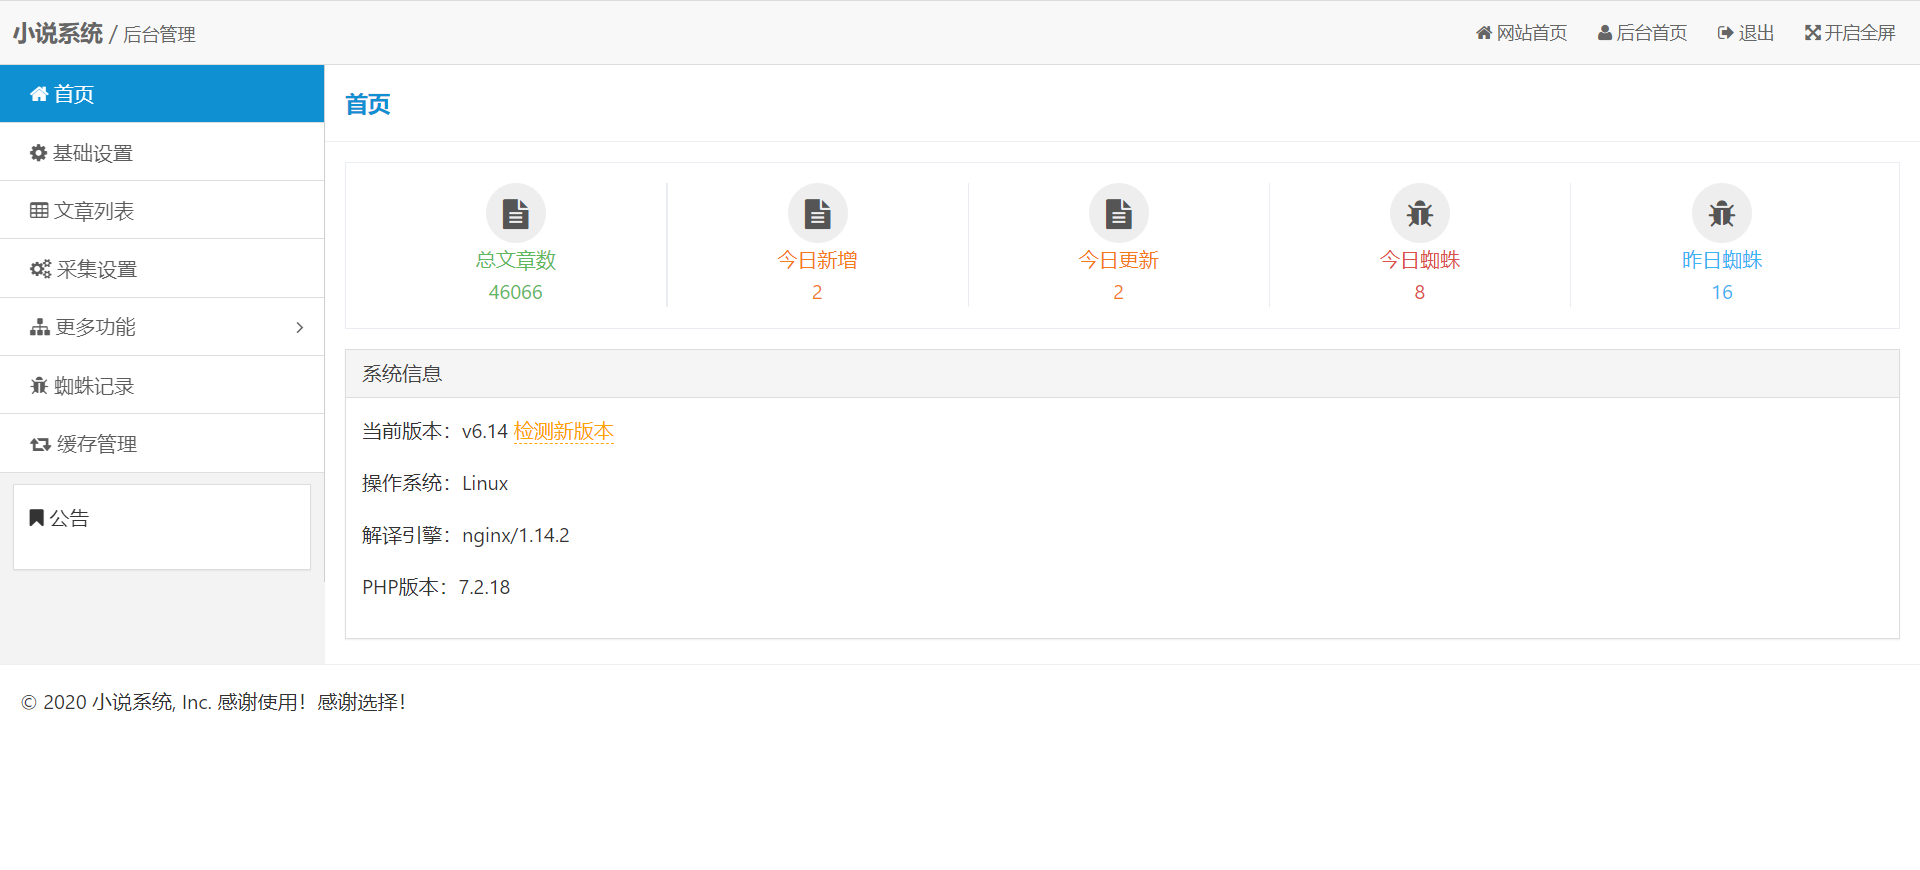 小说系统 / 后台管理
网站首页 后台首页 退出 开启全屏
首页
基础设置
文章列表
采集设置
更多功能
蜘蛛记录
缓存管理
公告
首页
总文章数
46066
今日新增
2
今日更新
2
今日蜘蛛
8
昨日蜘蛛
16
系统信息
当前版本：v6.14 检测新版本
操作系统：Linux
解译引擎：nginx/1.14.2
PHP版本：7.2.18
© 2020 小说系统, Inc. 感谢使用！感谢选择！